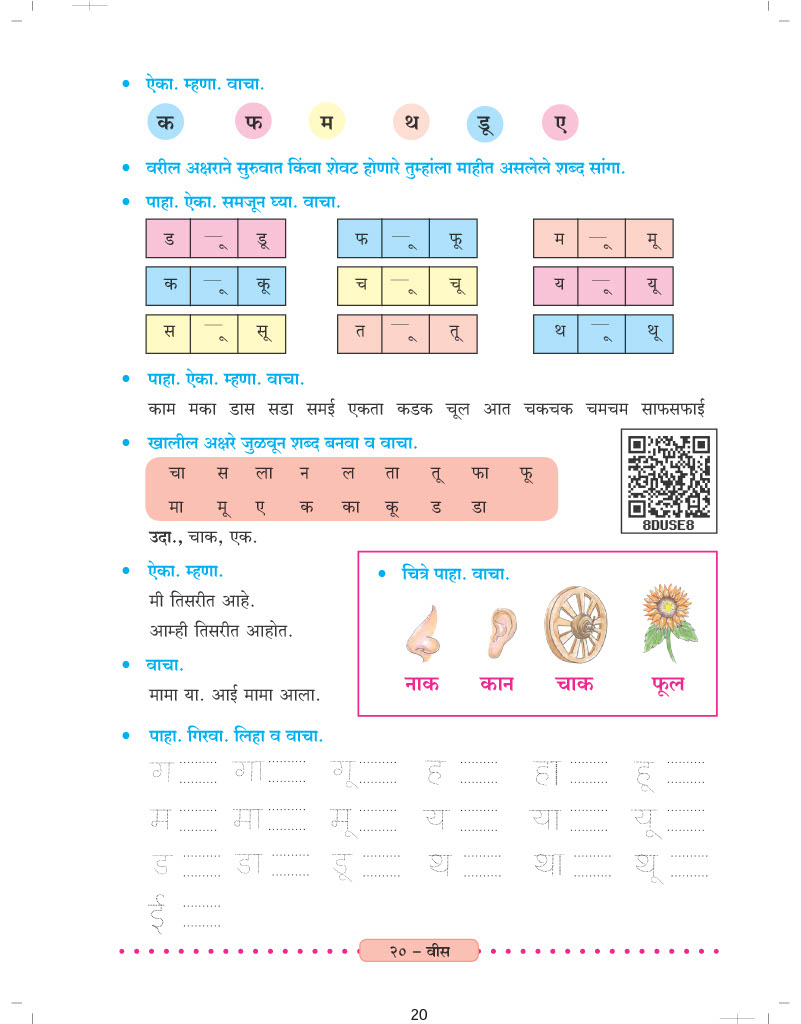 • ऐका. म्हणा. वाचा.
क फ म थ डू ए
• वरील अक्षराने सुरुवात किंवा शेवट होणारे तुम्हांला माहीत असलेले शब्द सांगा.
• पाहा. ऐका. समजून घ्या. वाचा.
ड —ू डू फ —ू फू म —ू मू
क —ू कू च —ू चू य —ू यू
स —ू सू त —ू तू थ —ू थू
• पाहा. ऐका. म्हणा. वाचा.
काम मका डास सडा समई एकता कडक चूल आत चकचक चमचम साफसफाई
• खालील अक्षरे जुळवून शब्द बनवा व वाचा.
चा स ला न ल ता तू फा फू
मा मू ए क का कू ड डा
8DUSE8
उदा., चाक, एक.
• ऐका. म्हणा.
मी तिसरीत आहे.
आम्ही तिसरीत आहोत.
• वाचा.
मामा या. आई मामा आला.
• चित्रे पाहा. वाचा.
नाक कान चाक फूल
• पाहा. गिरवा. लिहा व वाचा.
ग गा गू ह हा हू
म मा मू य या यू
ड डा डू थ था थू
ई
२० – वीस
20